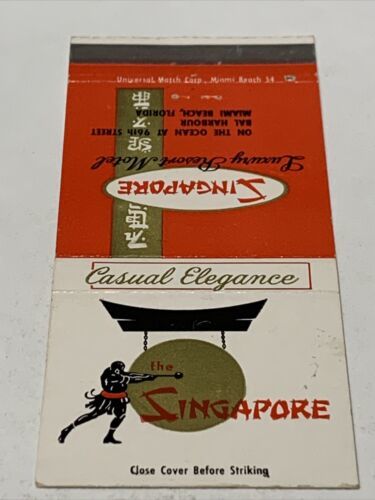 Universal Match Corp., Miami Beach 54
ON THE OCEAN AT 96th STREET
BAL HARBOUR
MIAMI BEACH, FLORIDA
Luxury Resort Motel
SINGAPORE
Casual Elegance
the
SINGAPORE
Close Cover Before Striking